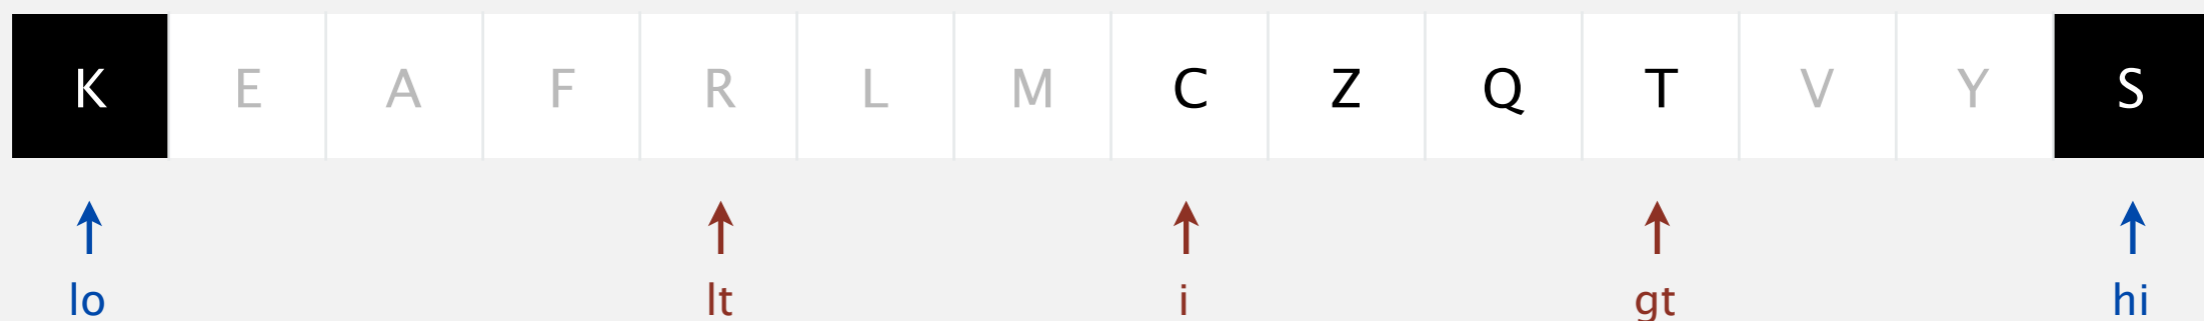 K E A F R L M C Z Q T V Y S
lo lt i gt hi